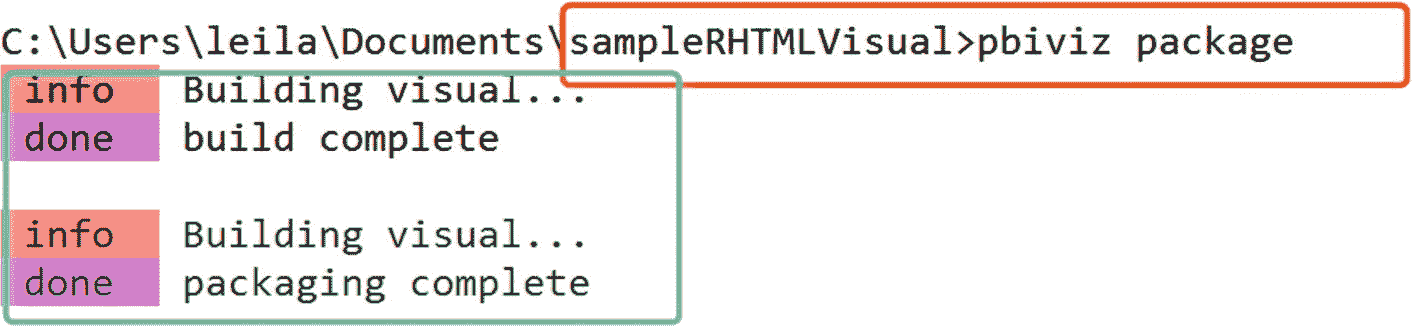 C:\Users\leila\Documents\sampleRHTMLVisual>pbiviz package
info Building visual...
done build complete
info Building visual...
done packaging complete